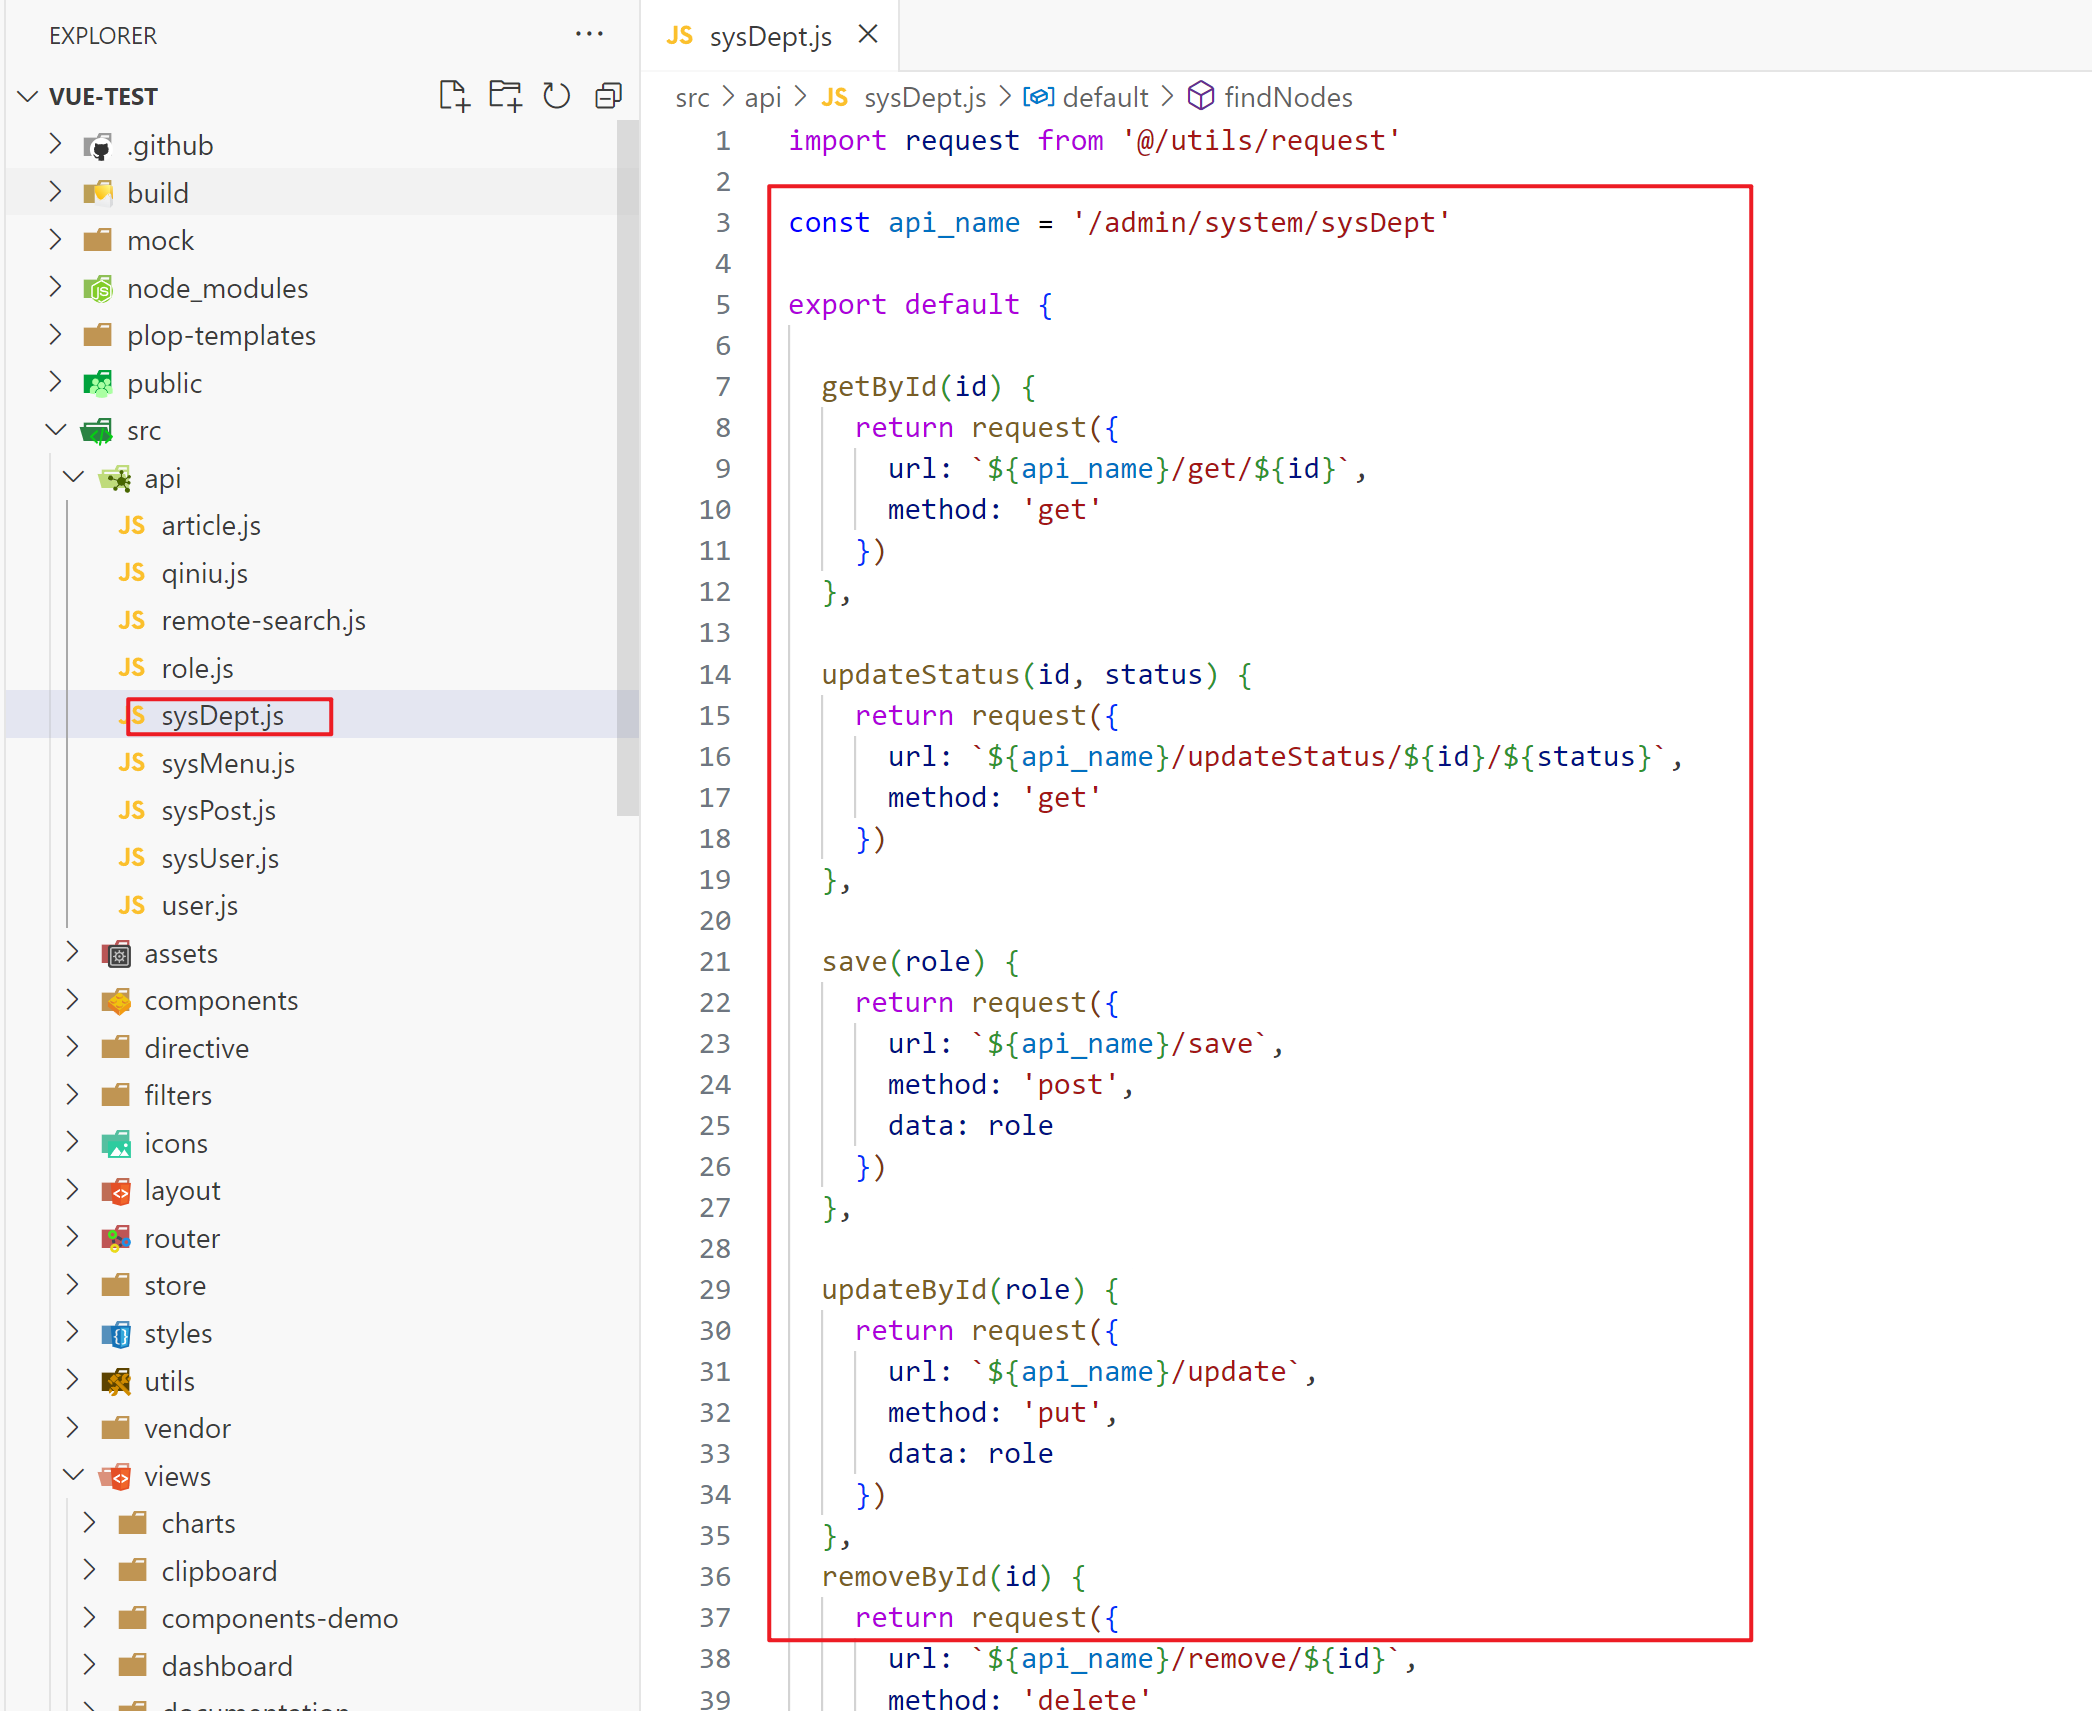 EXPLORER
VUE-TEST
.github
build
mock
node_modules
plop-templates
public
src
api
JS article.js
JS qiniu.js
JS remote-search.js
JS role.js
JS sysDept.js
JS sysMenu.js
JS sysPost.js
JS sysUser.js
JS user.js
assets
components
directive
filters
icons
layout
router
store
styles
utils
vendor
views
charts
clipboard
components-demo
dashboard
documentation
JS sysDept.js
src > api > JS sysDept.js > default > findNodes
1 import request from '@/utils/request'
2
3 const api_name = '/admin/system/sysDept'
4
5 export default {
6
7 getById(id) {
8 return request({
9 url: `${api_name}/get/${id}`,
10 method: 'get'
11 })
12 },
13
14 updateStatus(id, status) {
15 return request({
16 url: `${api_name}/updateStatus/${id}/${status}`,
17 method: 'get'
18 })
19 },
20
21 save(role) {
22 return request({
23 url: `${api_name}/save`,
24 method: 'post',
25 data: role
26 })
27 },
28
29 updateById(role) {
30 return request({
31 url: `${api_name}/update`,
32 method: 'put',
33 data: role
34 })
35 },
36 removeById(id) {
37 return request({
38 url: `${api_name}/remove/${id}`,
39 method: 'delete'